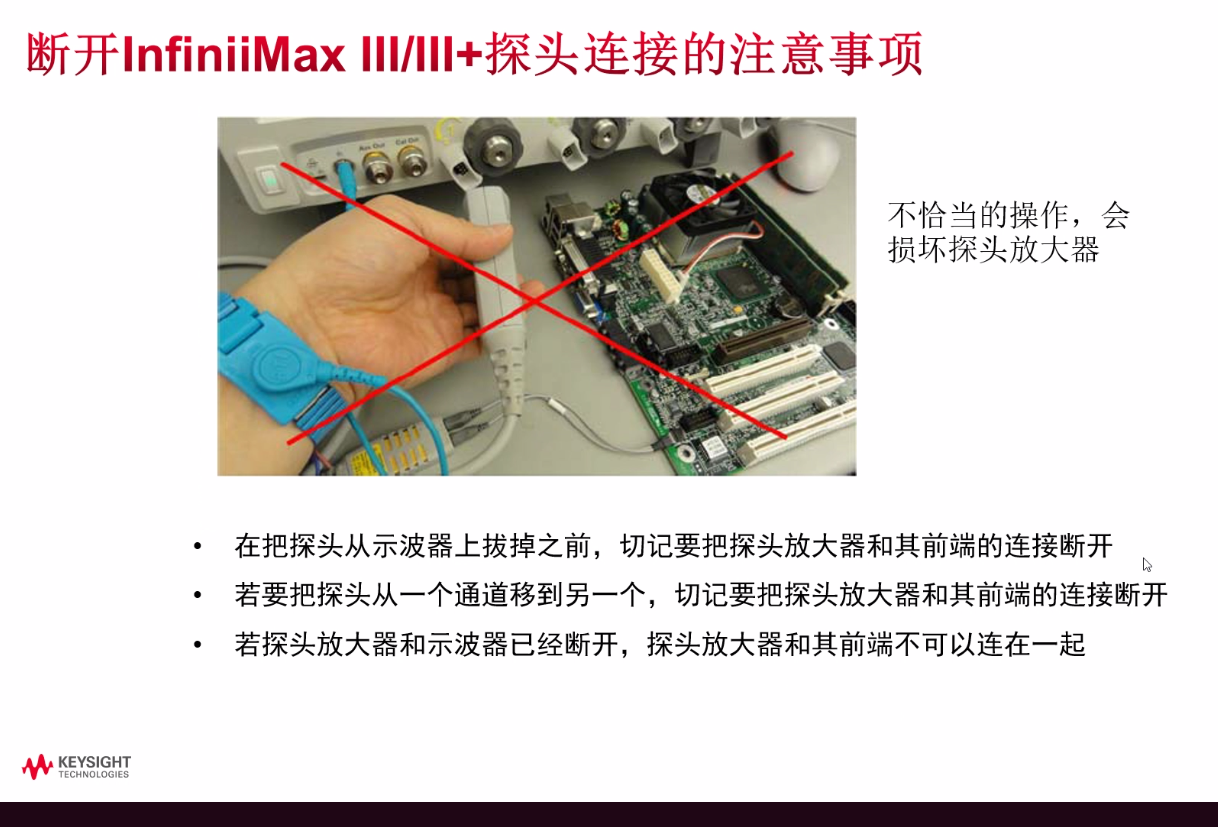 断开InfiniiMax III/III+探头连接的注意事项
Aux Out
Cal Out
不恰当的操作，会
损坏探头放大器
• 在把探头从示波器上拔掉之前，切记要把探头放大器和其前端的连接断开
• 若要把探头从一个通道移到另一个，切记要把探头放大器和其前端的连接断开
• 若探头放大器和示波器已经断开，探头放大器和其前端不可以连在一起
KEYSIGHT
TECHNOLOGIES